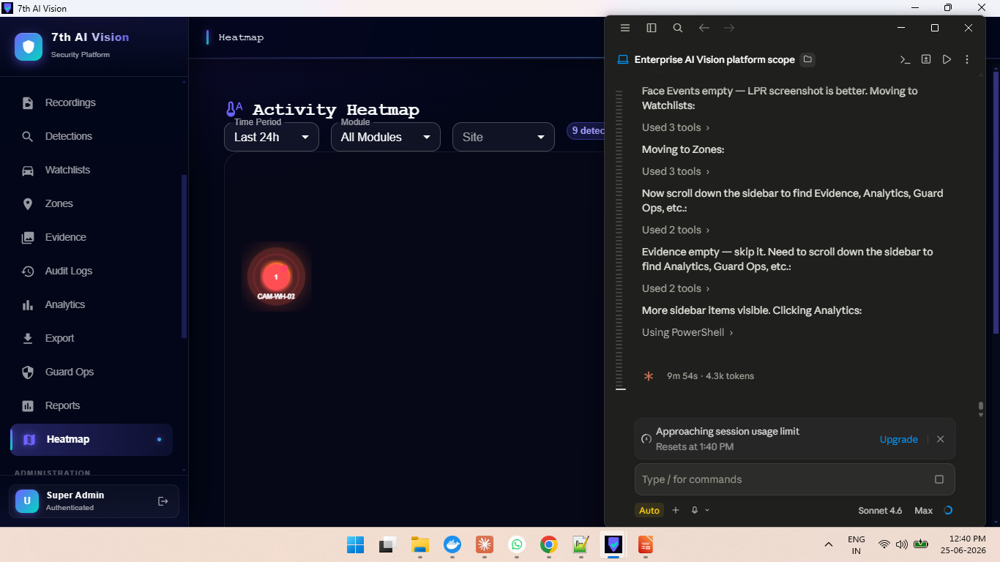 7th AI Vision
7th AI Vision
Security Platform
Recordings
Detections
Watchlists
Zones
Evidence
Audit Logs
Analytics
Export
Guard Ops
Reports
Heatmap
ADMINISTRATION
U
Super Admin
Authenticated
Heatmap
Activity Heatmap
Time Period
Last 24h
Module
All Modules
Site
9 detec
1
CAM-WH-02
Enterprise AI Vision platform scope
Face Events empty — LPR screenshot is better. Moving to
Watchlists:
Used 3 tools ›
Moving to Zones:
Used 3 tools ›
Now scroll down the sidebar to find Evidence, Analytics, Guard
Ops, etc.:
Used 2 tools ›
Evidence empty — skip it. Need to scroll down the sidebar to
find Analytics, Guard Ops, etc.:
Used 2 tools ›
More sidebar items visible. Clicking Analytics:
Using PowerShell ›
9m 54s · 4.3k tokens
Approaching session usage limit
Resets at 1:40 PM
Upgrade
Type / for commands
Auto
Sonnet 4.6 Max
ENG
IN
12:40 PM
25-06-2026